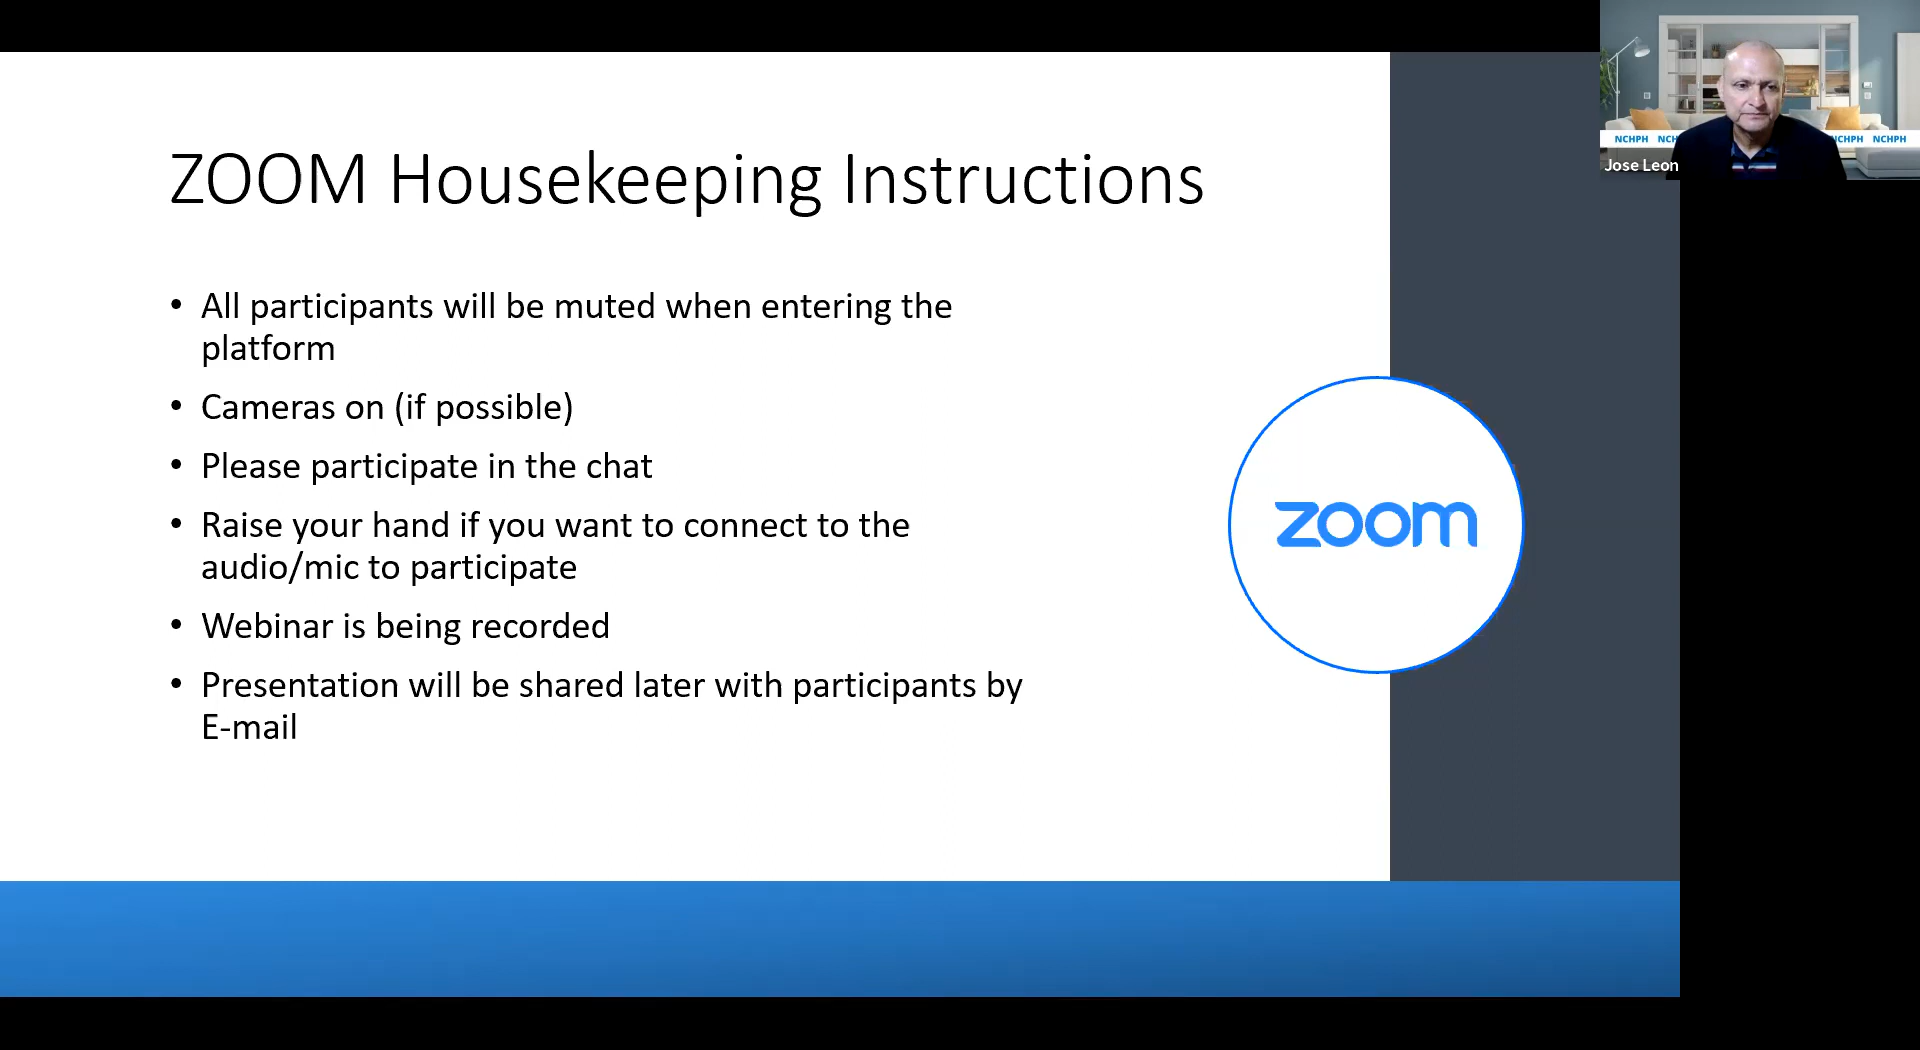 ZOOM Housekeeping Instructions
• All participants will be muted when entering the
platform
• Cameras on (if possible)
• Please participate in the chat
• Raise your hand if you want to connect to the
audio/mic to participate
• Webinar is being recorded
• Presentation will be shared later with participants by
E-mail
zoom
NCHPH NCH NCHPH NCHPH
Jose Leon